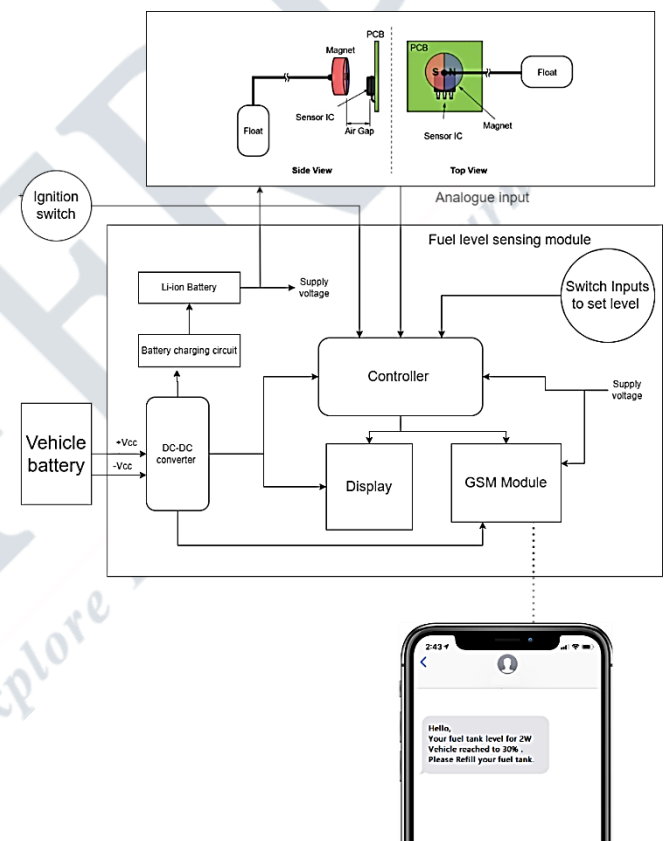 PCB
Magnet
Sensor IC
Air Gap
Float
Side View
PCB
S N
Float
Magnet
Sensor IC
Top View
Ignition
switch
Analogue input
Fuel level sensing module
Li-ion Battery
Supply
voltage
Switch Inputs
to set level
Battery charging circuit
Controller
Supply
voltage
Vehicle
battery
+Vcc
-Vcc
DC-DC
converter
Display
GSM Module
2:43
Hello,
Your fuel tank level for 2W
Vehicle reached to 30% .
Please Refill your fuel tank.
plore